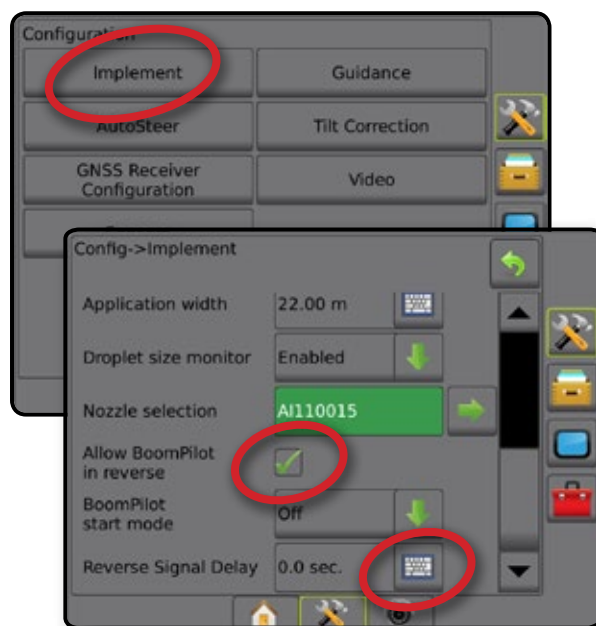 Configuration
Implement
Guidance
AutoSteer
Tilt Correction
GNSS Receiver
Configuration
Video
Config->Implement
Application width
22.00 m
Droplet size monitor
Enabled
Nozzle selection
AI110015
Allow BoomPilot
in reverse
BoomPilot
start mode
Off
Reverse Signal Delay
0.0 sec.